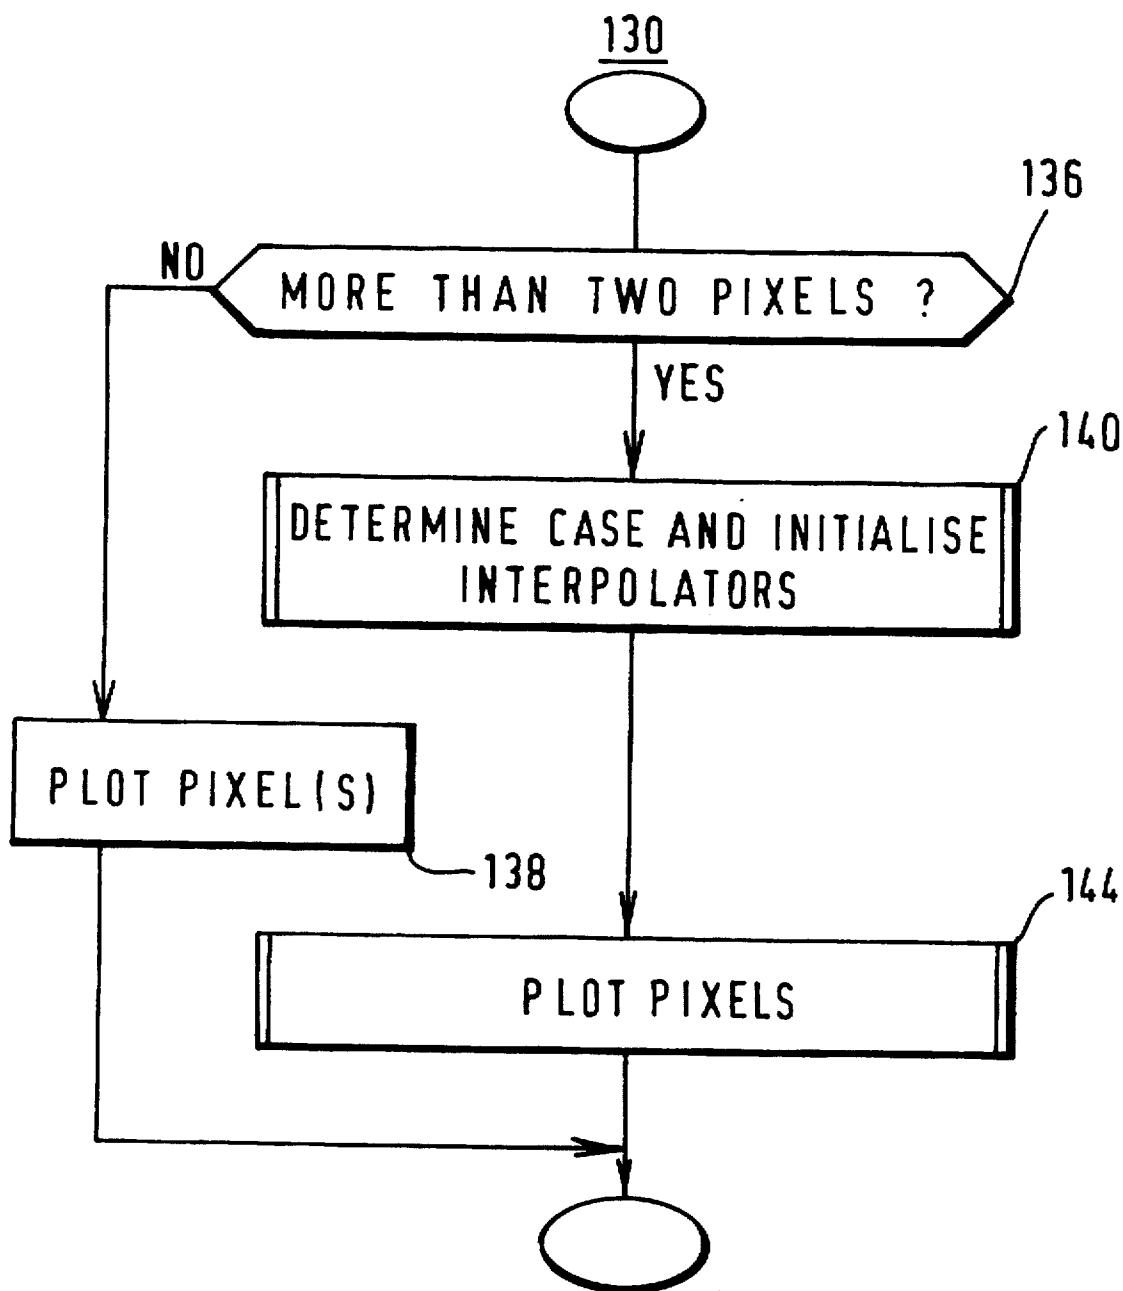 130
136
NO
MORE THAN TWO PIXELS ?
YES
140
DETERMINE CASE AND INITIALISE
INTERPOLATORS
PLOT PIXEL(S)
138
144
PLOT PIXELS